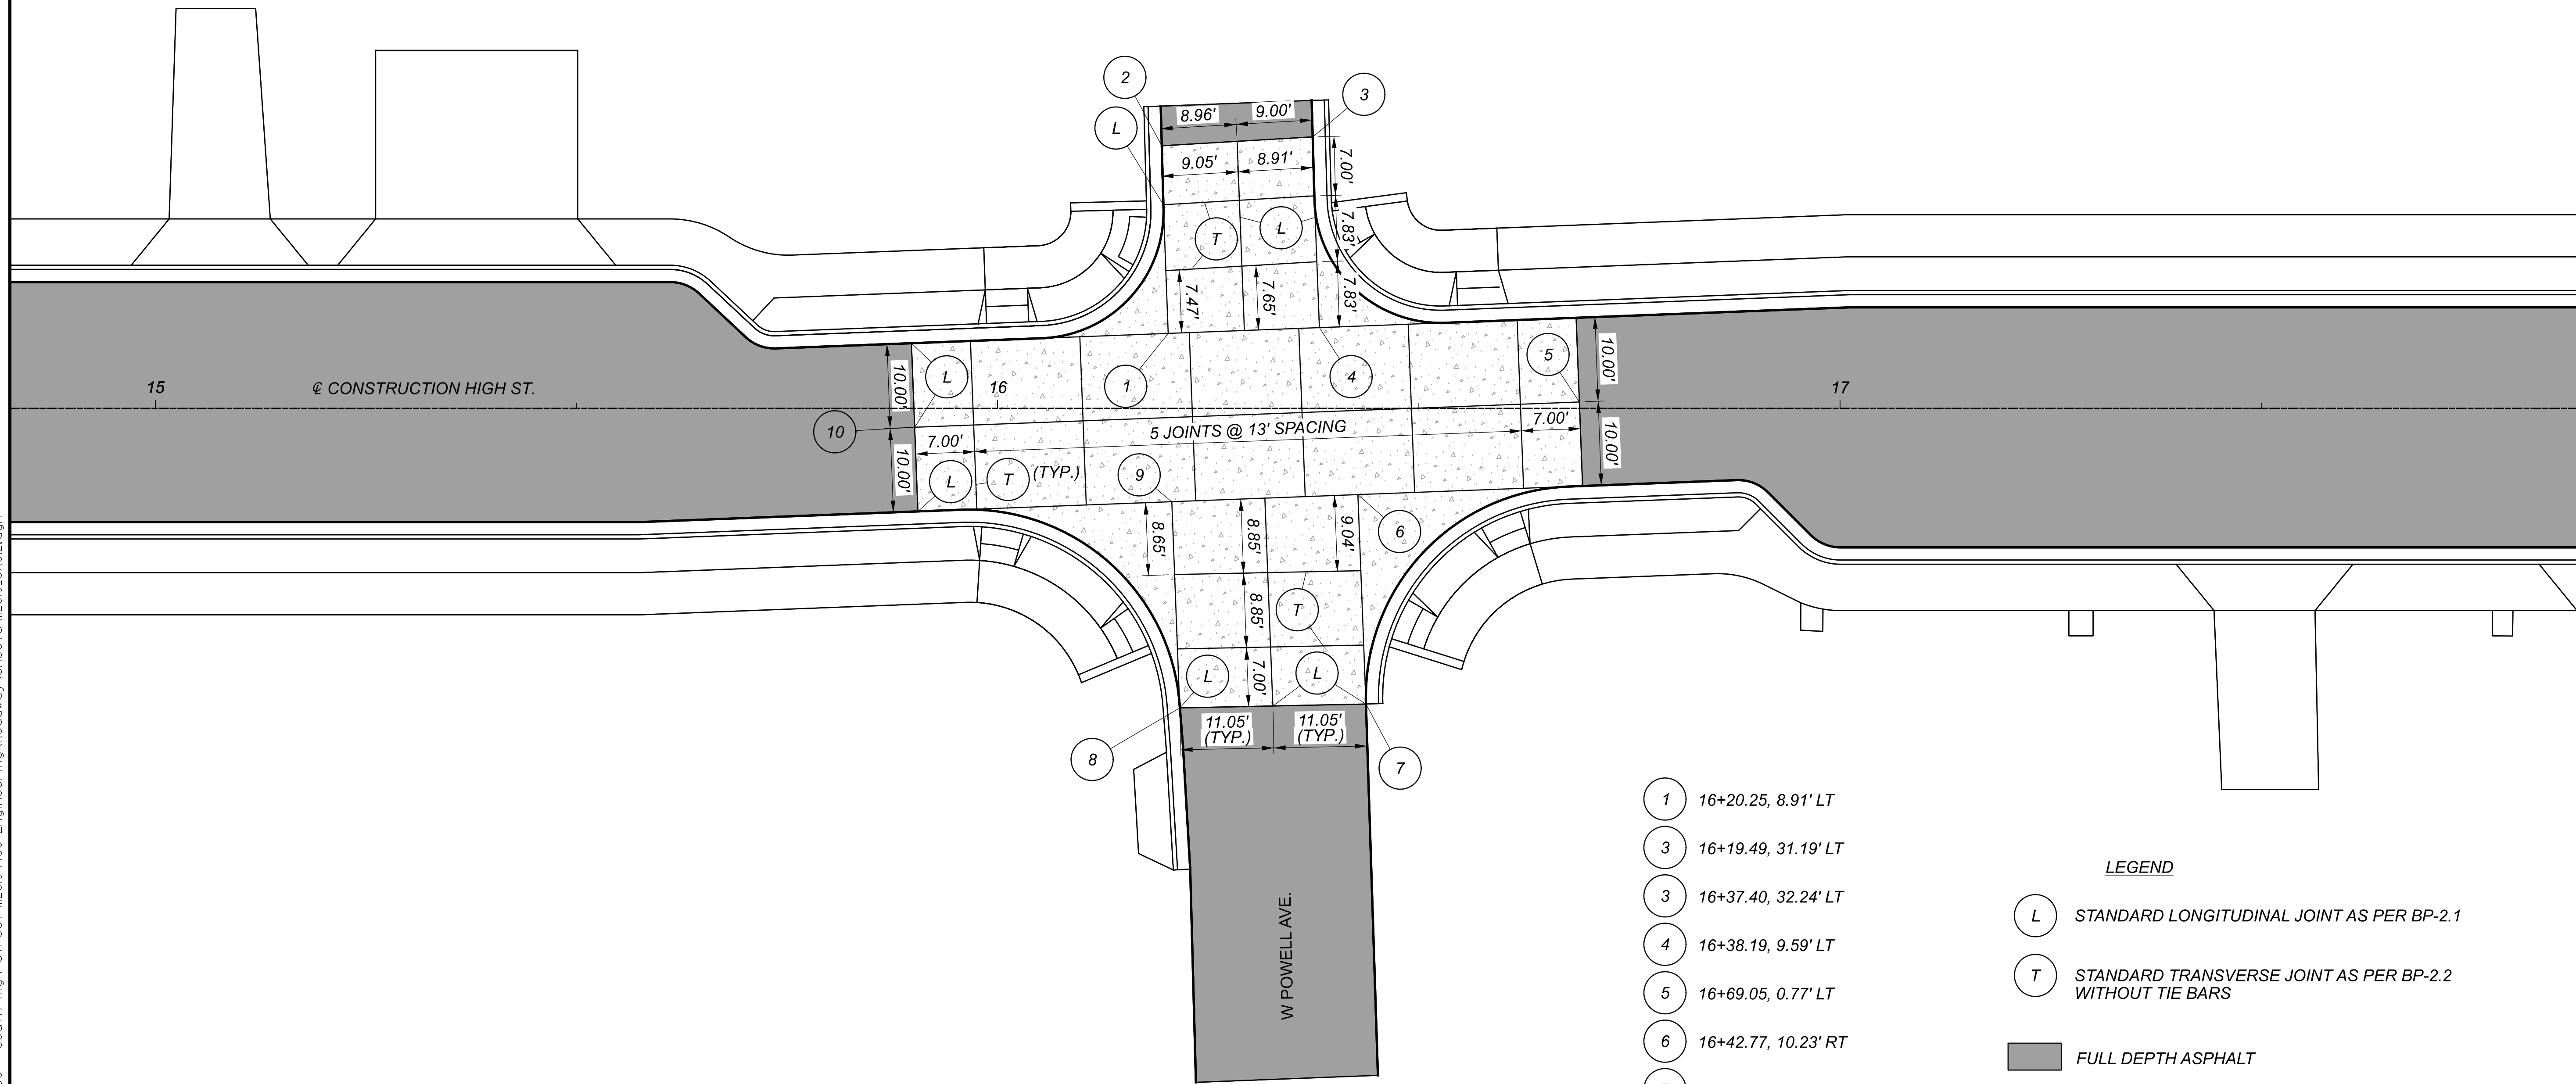 2
3
L
8.96' 9.00'
9.05' 8.91'
7.00'
T
L
7.83'
7.47'
7.65'
7.83'
15
℄ CONSTRUCTION HIGH ST.
10.00'
L
16
1
4
5
10.00'
17
10
7.00'
5 JOINTS @ 13' SPACING
7.00'
10.00'
10.00'
L
T
(TYP.)
9
8.65'
8.85'
9.04'
6
8.85'
T
L
7.00'
L
11.05'
(TYP.)
11.05'
(TYP.)
8
7
W POWELL AVE.
1 16+20.25, 8.91' LT
3 16+19.49, 31.19' LT
3 16+37.40, 32.24' LT
4 16+38.19, 9.59' LT
5 16+69.05, 0.77' LT
6 16+42.77, 10.23' RT
LEGEND
L STANDARD LONGITUDINAL JOINT AS PER BP-2.1
T STANDARD TRANSVERSE JOINT AS PER BP-2.2
WITHOUT TIE BARS
FULL DEPTH ASPHALT